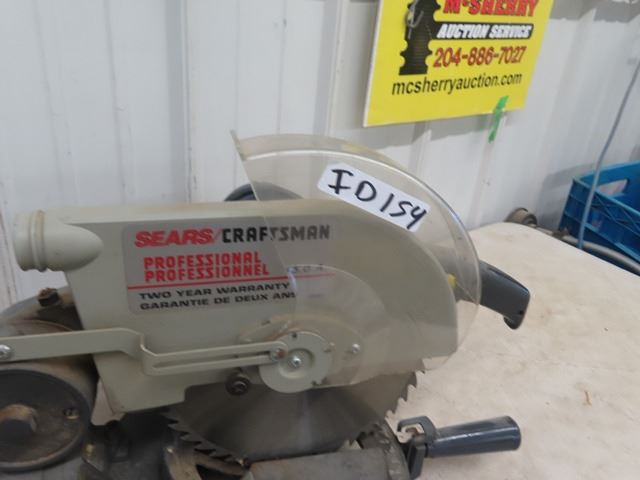 McSHERRY
AUCTION SERVICE
204-886-7027
mcsherryauction.com
ID154
SEARS/CRAFTSMAN
PROFESSIONAL
PROFESSIONNEL
TWO YEAR WARRANTY
GARANTIE DE DEUX ANS